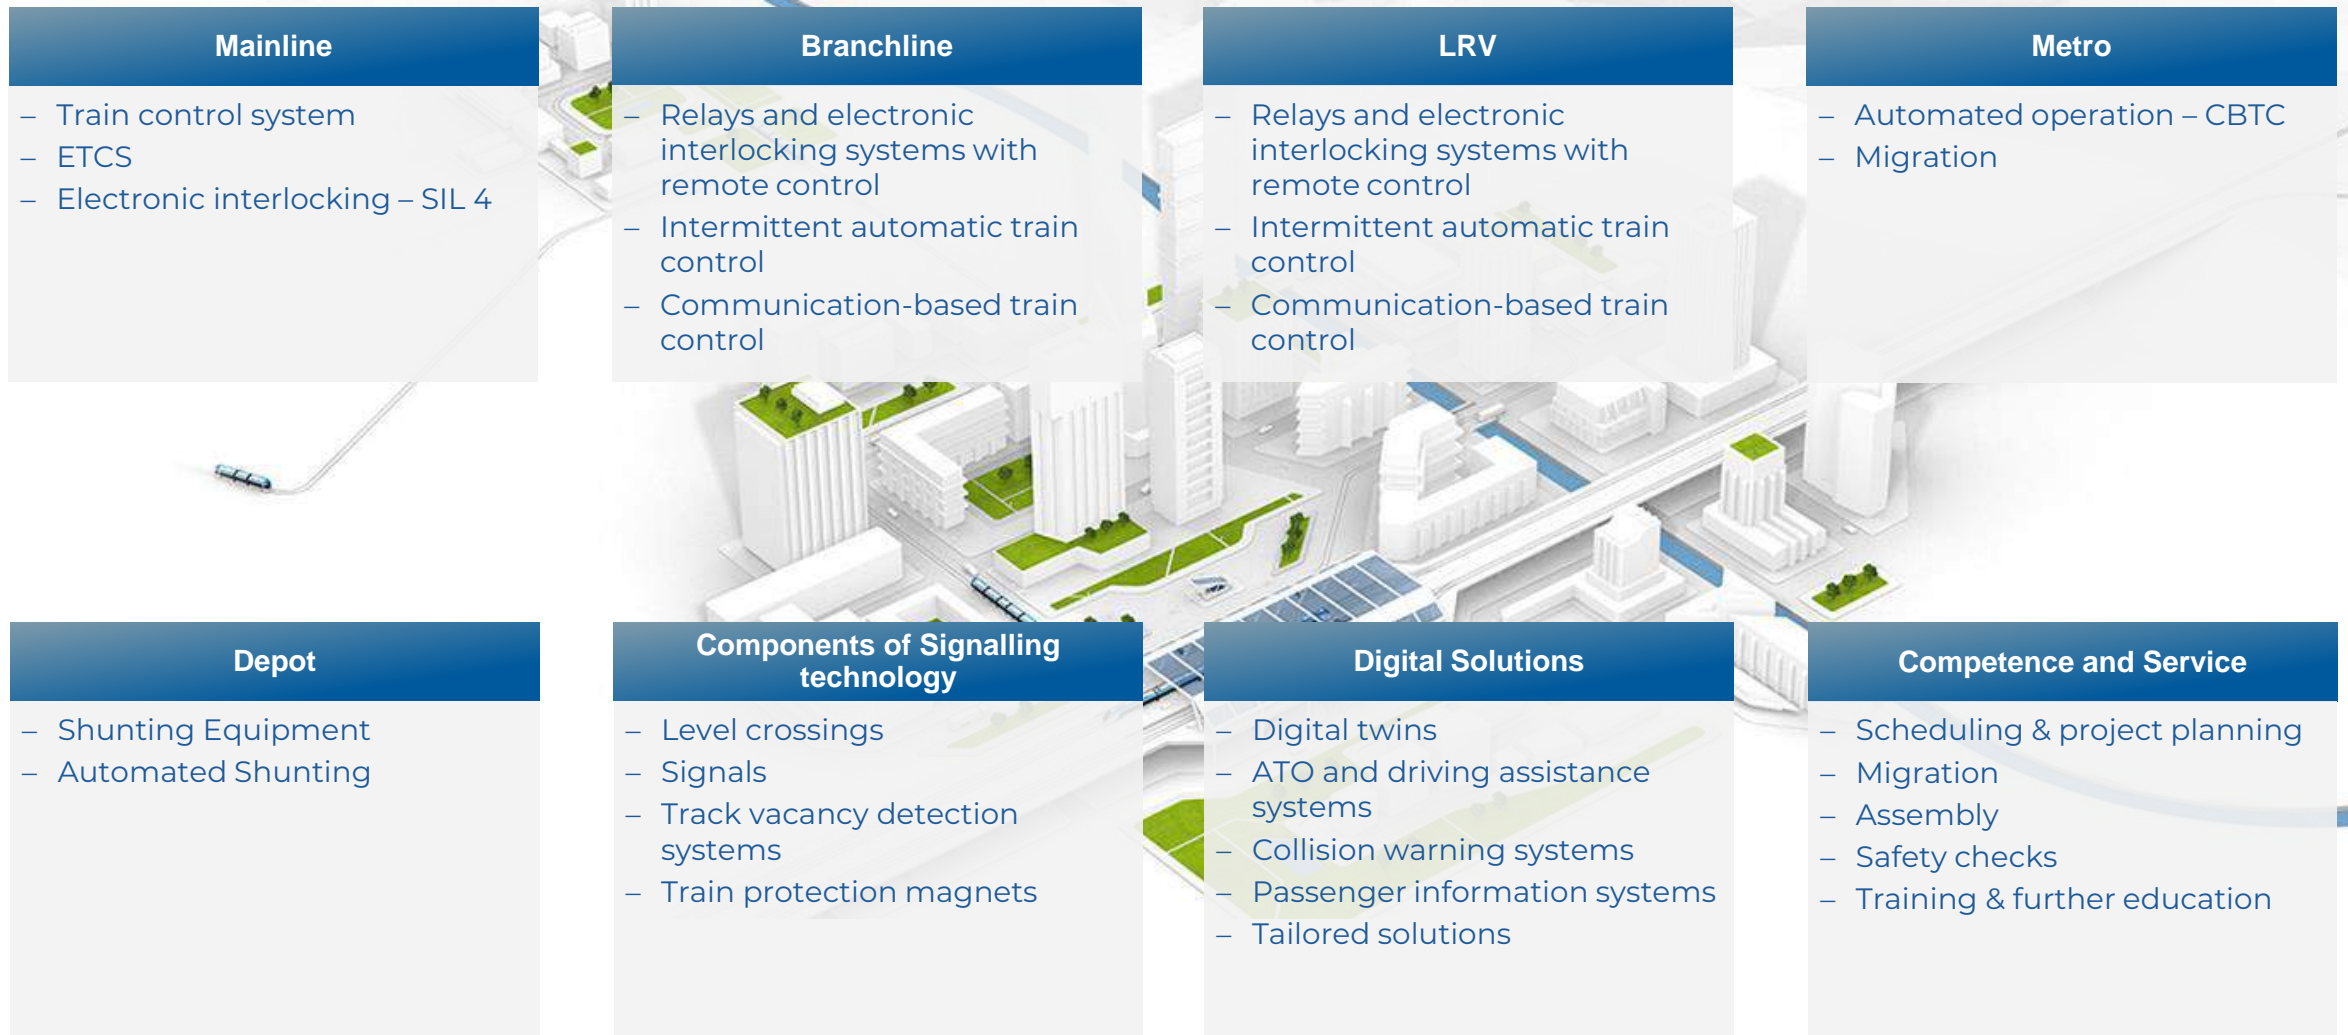 Mainline
– Train control system
– ETCS
– Electronic interlocking – SIL 4
Branchline
– Relays and electronic
interlocking systems with
remote control
– Intermittent automatic train
control
– Communication-based train
control
LRV
– Relays and electronic
interlocking systems with
remote control
– Intermittent automatic train
control
– Communication-based train
control
Metro
– Automated operation – CBTC
– Migration
Depot
– Shunting Equipment
– Automated Shunting
Components of Signalling
technology
– Level crossings
– Signals
– Track vacancy detection
systems
– Train protection magnets
Digital Solutions
– Digital twins
– ATO and driving assistance
systems
– Collision warning systems
– Passenger information systems
– Tailored solutions
Competence and Service
– Scheduling & project planning
– Migration
– Assembly
– Safety checks
– Training & further education